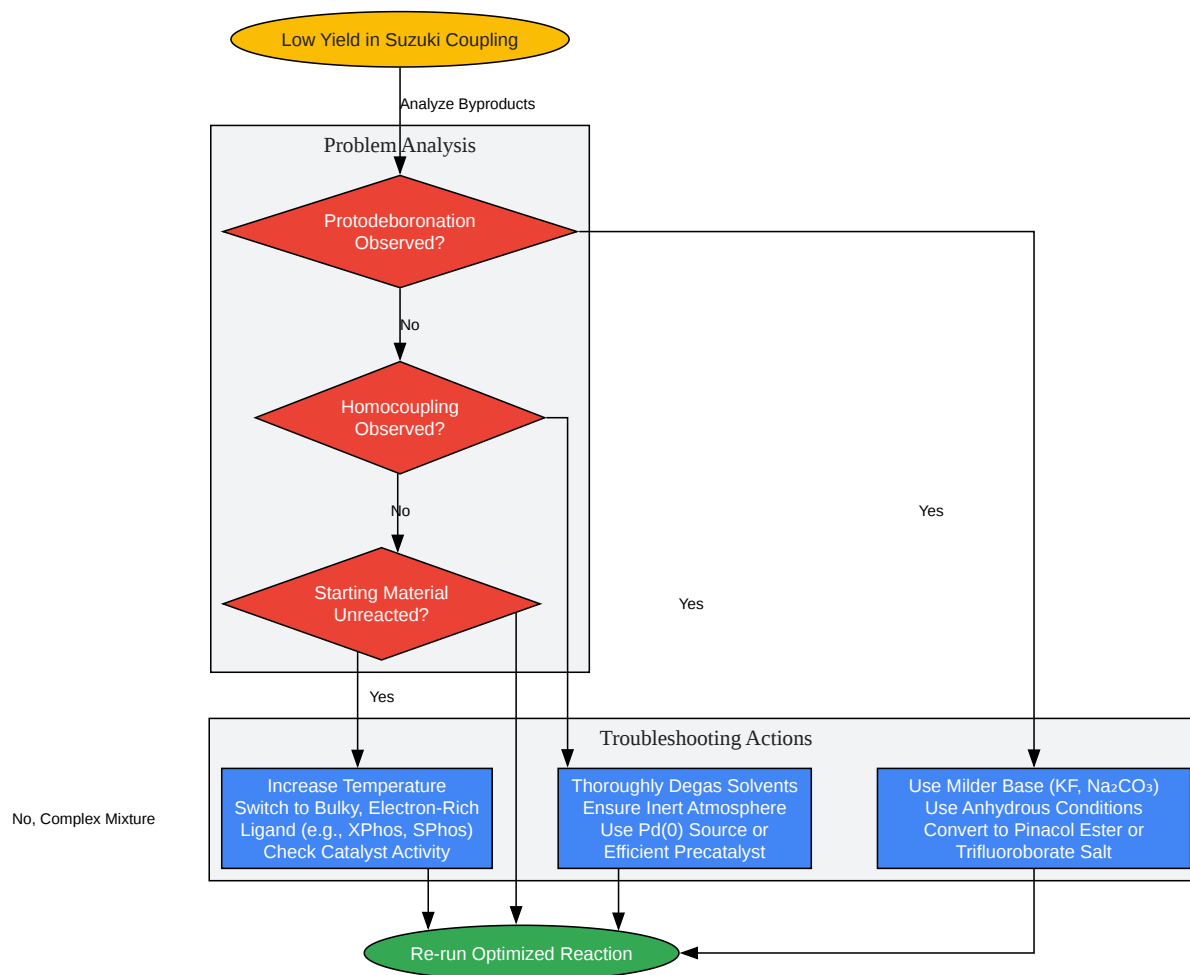 Low Yield in Suzuki Coupling
Analyze Byproducts
Problem Analysis
Protodeboronation
Observed?
No
Homocoupling
Observed?
No
Yes
Starting Material
Unreacted?
Yes
Yes
Troubleshooting Actions
Increase Temperature
Switch to Bulky, Electron-Rich
Ligand (e.g., XPhos, SPhos)
Check Catalyst Activity
Thoroughly Degas Solvents
Ensure Inert Atmosphere
Use Pd(0) Source or
Efficient Precatalyst
Use Milder Base (KF, Na₂CO₃)
Use Anhydrous Conditions
Convert to Pinacol Ester or
Trifluoroborate Salt
No, Complex Mixture
Re-run Optimized Reaction